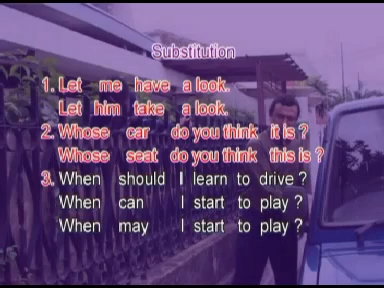 Substitution
1. Let me have a look.
Let him take a look.
2. Whose car do you think it is ?
Whose seat do you think this is ?
3. When should I learn to drive ?
When can I start to play ?
When may I start to play ?